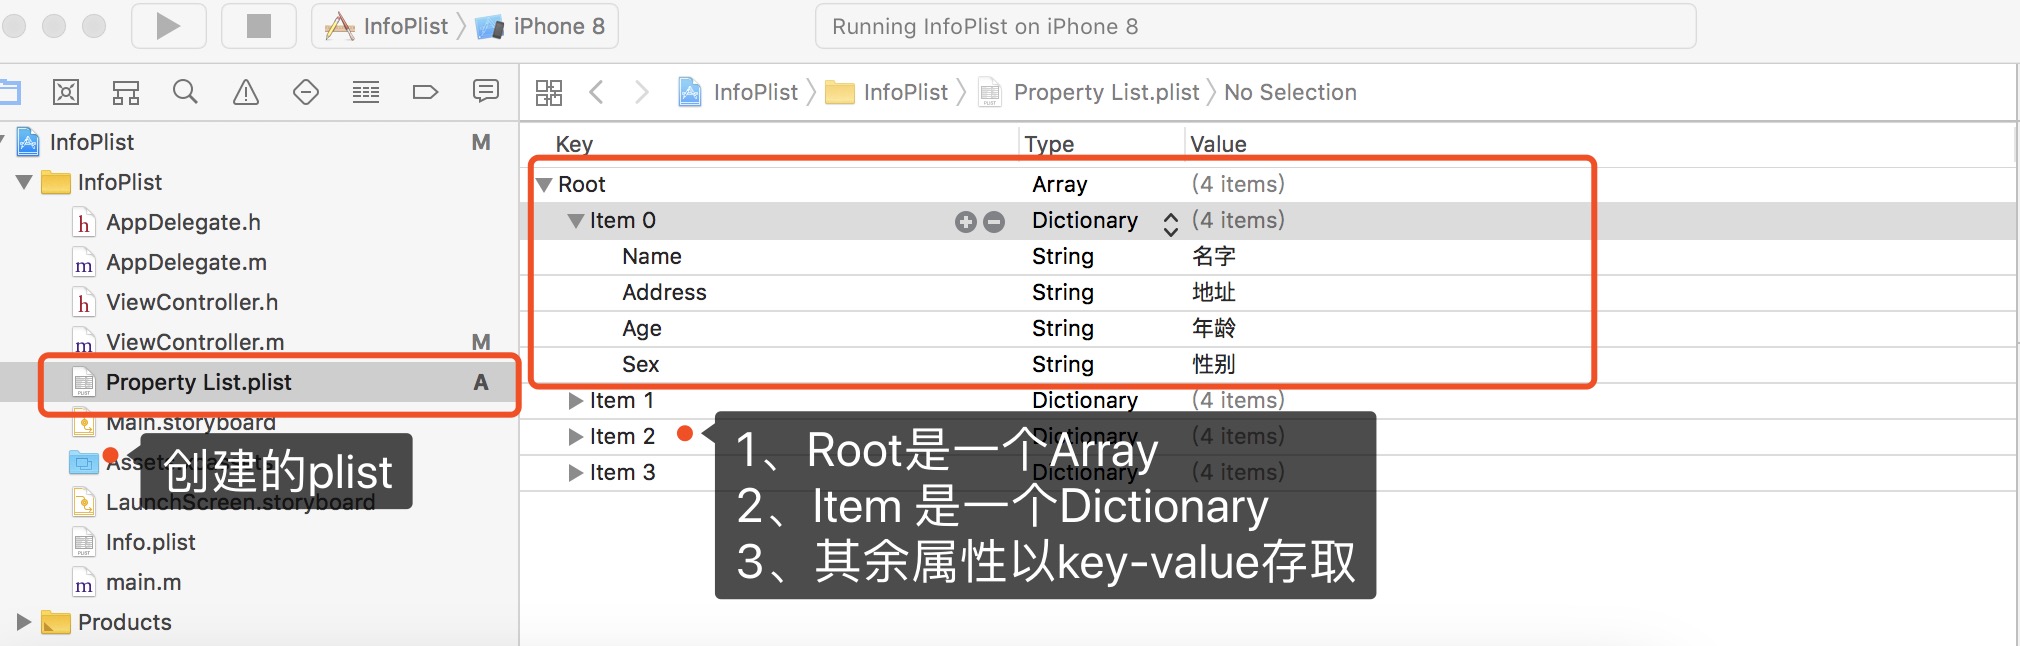 InfoPlist
iPhone 8
Running InfoPlist on iPhone 8
InfoPlist
InfoPlist
Property List.plist
No Selection
InfoPlist M
InfoPlist
AppDelegate.h
AppDelegate.m
ViewController.h
ViewController.m M
Property List.plist A
Main.storyboard
创建的plist
LaunchScreen.storyboard
Info.plist
main.m
Products
Key Type Value
Root Array (4 items)
Item 0 Dictionary (4 items)
Name String 名字
Address String 地址
Age String 年龄
Sex String 性别
Item 1 Dictionary (4 items)
Item 2 Dictionary (4 items)
Item 3 Dictionary (4 items)
1、Root是一个Array
2、Item 是一个Dictionary
3、其余属性以key-value存取